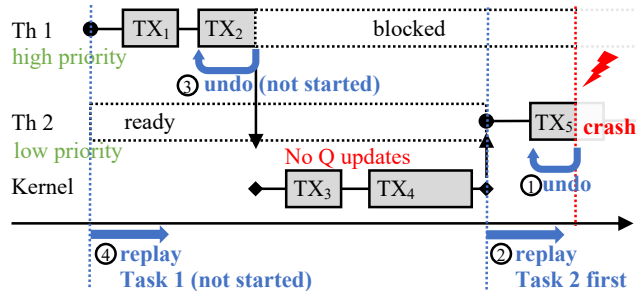 Th 1
TX1
TX2
blocked
high priority
③ undo (not started)
Th 2
ready
TX5
crash
low priority
No Q updates
Kernel
TX3
TX4
① undo
④ replay
Task 1 (not started)
② replay
Task 2 first